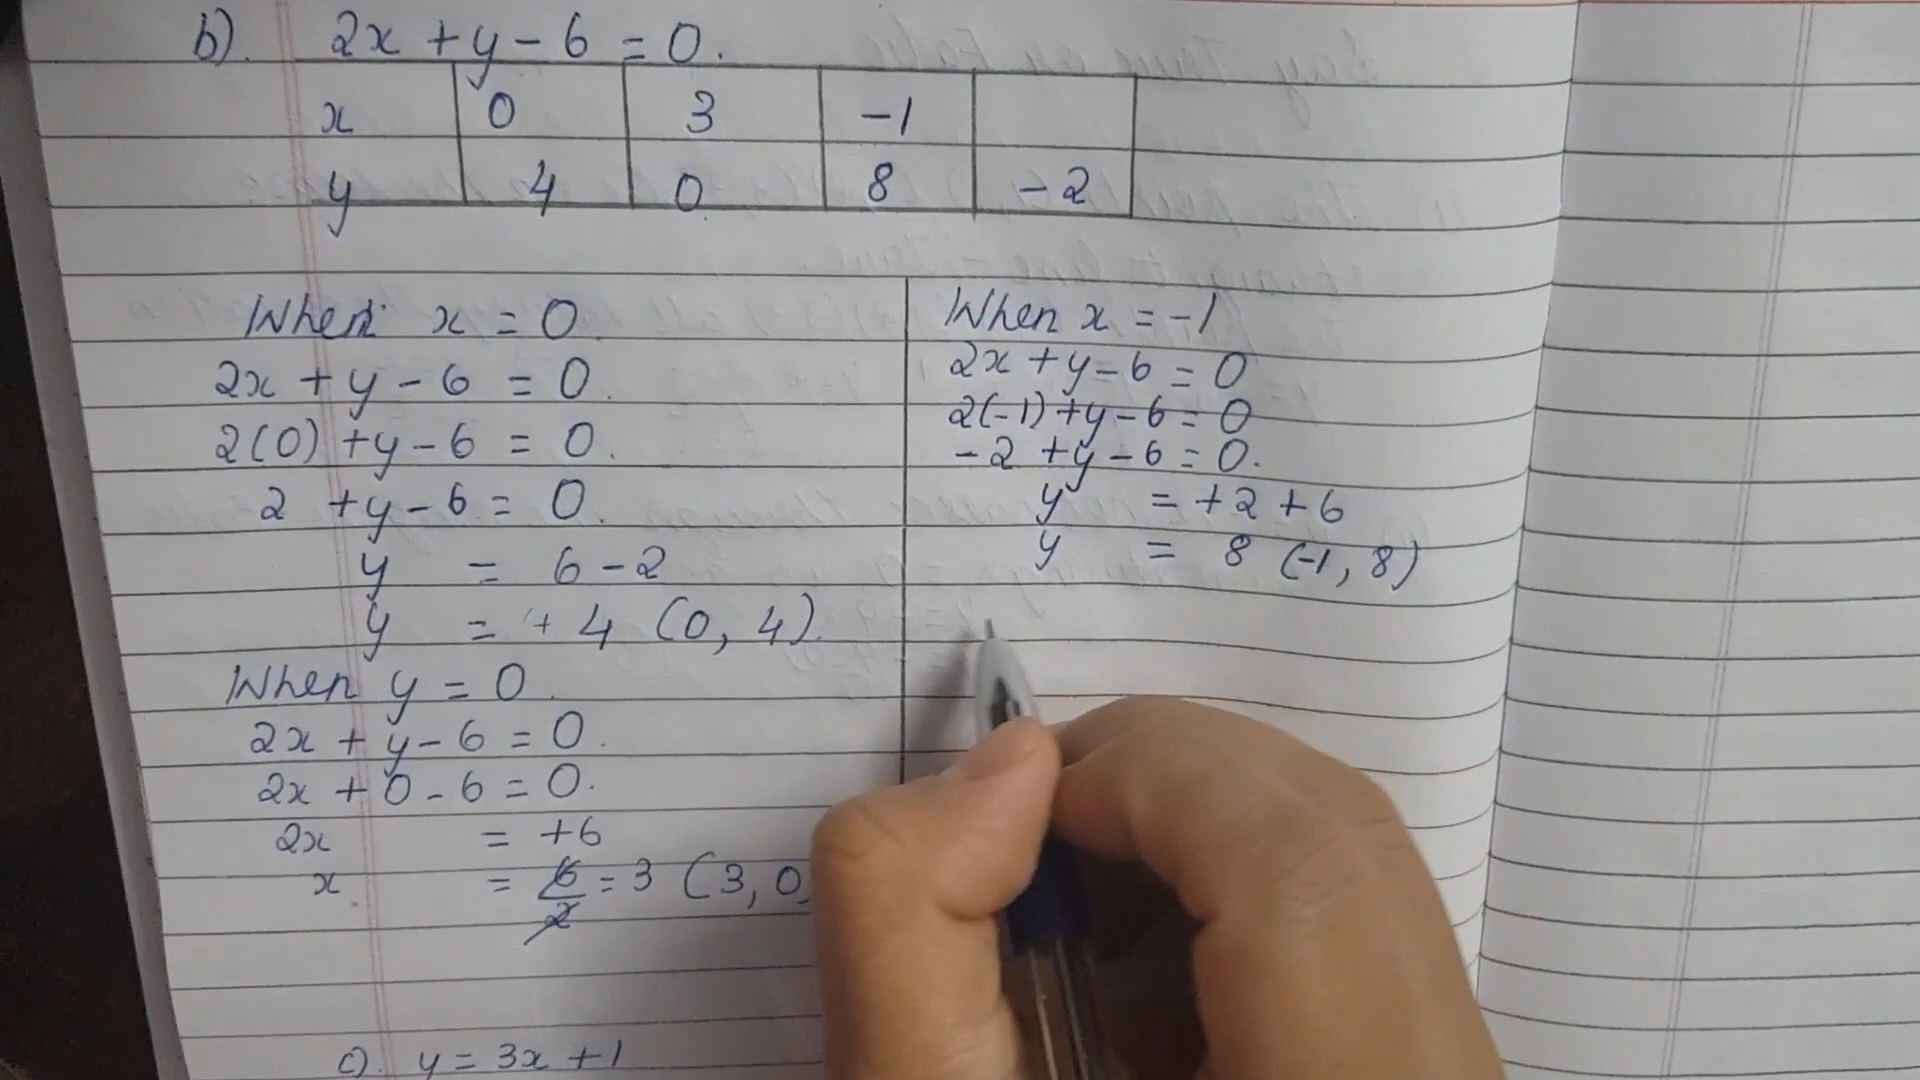 b). 2x + y - 6 = 0.
x 0 3 -1
y 4 0 8 -2
When x = 0
2x + y - 6 = 0.
2(0) + y - 6 = 0.
2 + y - 6 = 0.
y = 6 - 2
y = + 4 (0, 4).
When y = 0.
2x + y - 6 = 0.
2x + 0 - 6 = 0.
2x = +6
x = 6/2 = 3 (3, 0
When x = -1
2x + y - 6 = 0
2(-1) + y - 6 = 0
-2 + y - 6 = 0.
y = +2 + 6
y = 8 (-1, 8)
c). y = 3x + 1